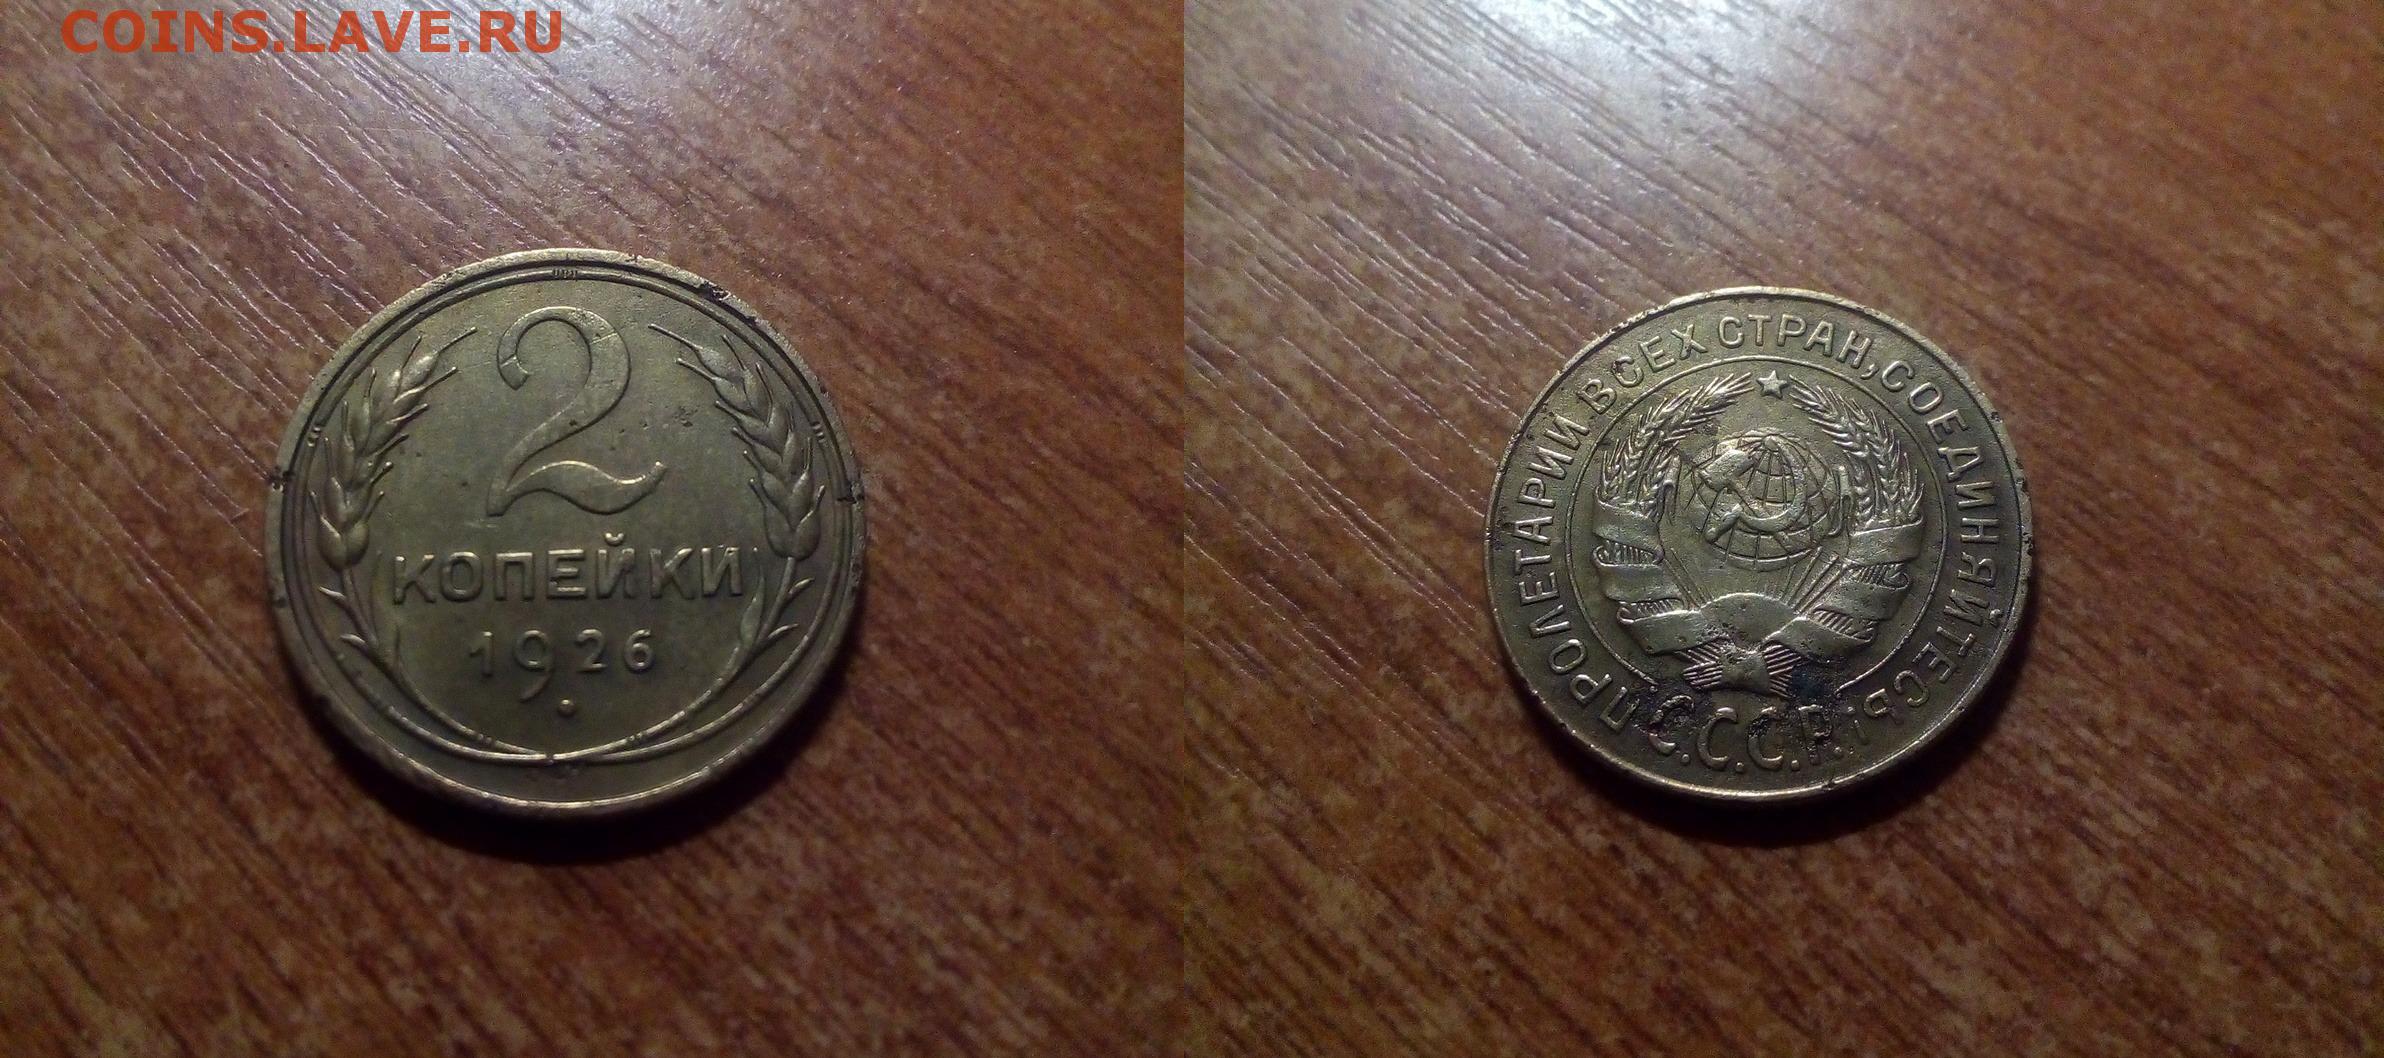 COINS.LAVE.RU
2
КОПЕЙКИ
1926
ПРОЛЕТАРИИ ВСЕХ СТРАН, СОЕДИНЯЙТЕСЬ!
С.С.С.Р.